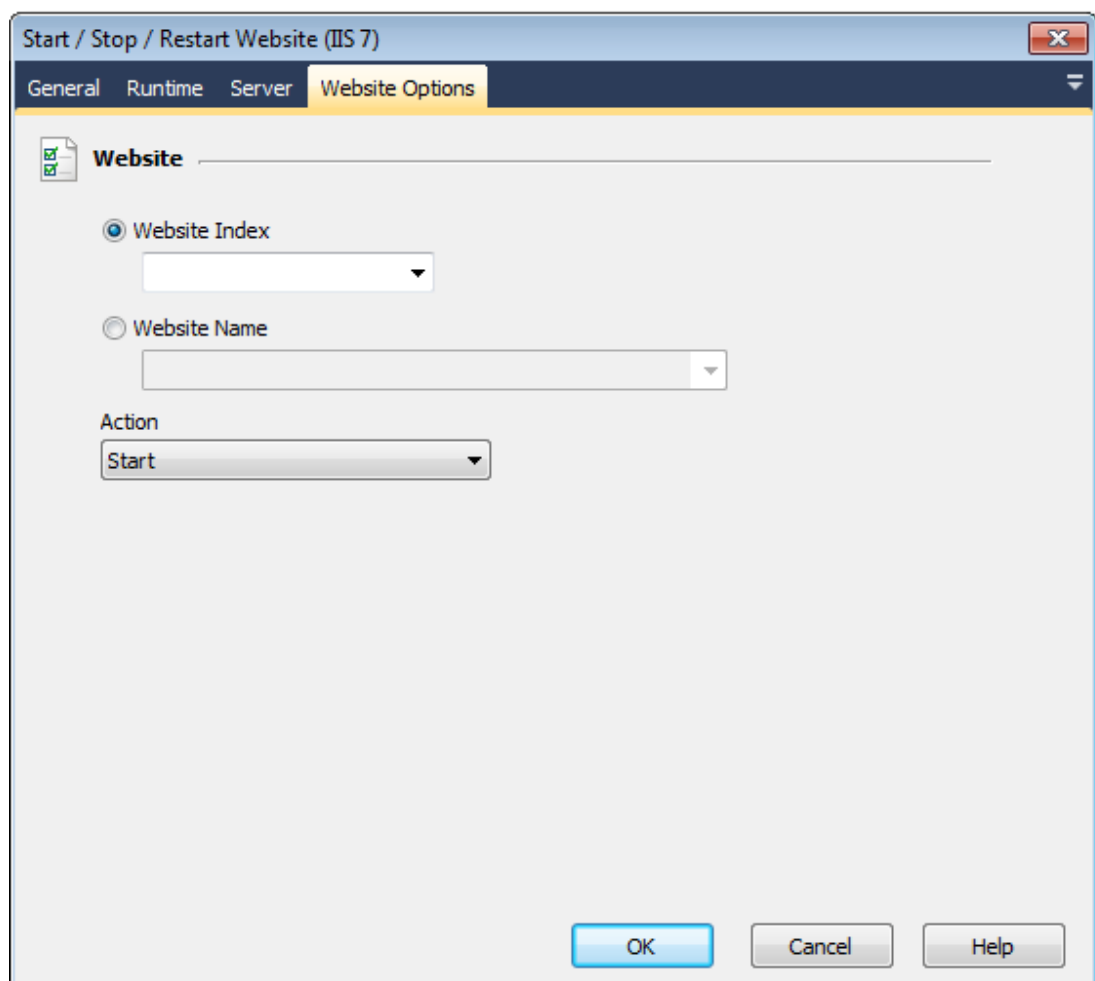 Start / Stop / Restart Website (IIS 7)
General Runtime Server Website Options
Website
Website Index
Website Name
Action
Start
OK Cancel Help